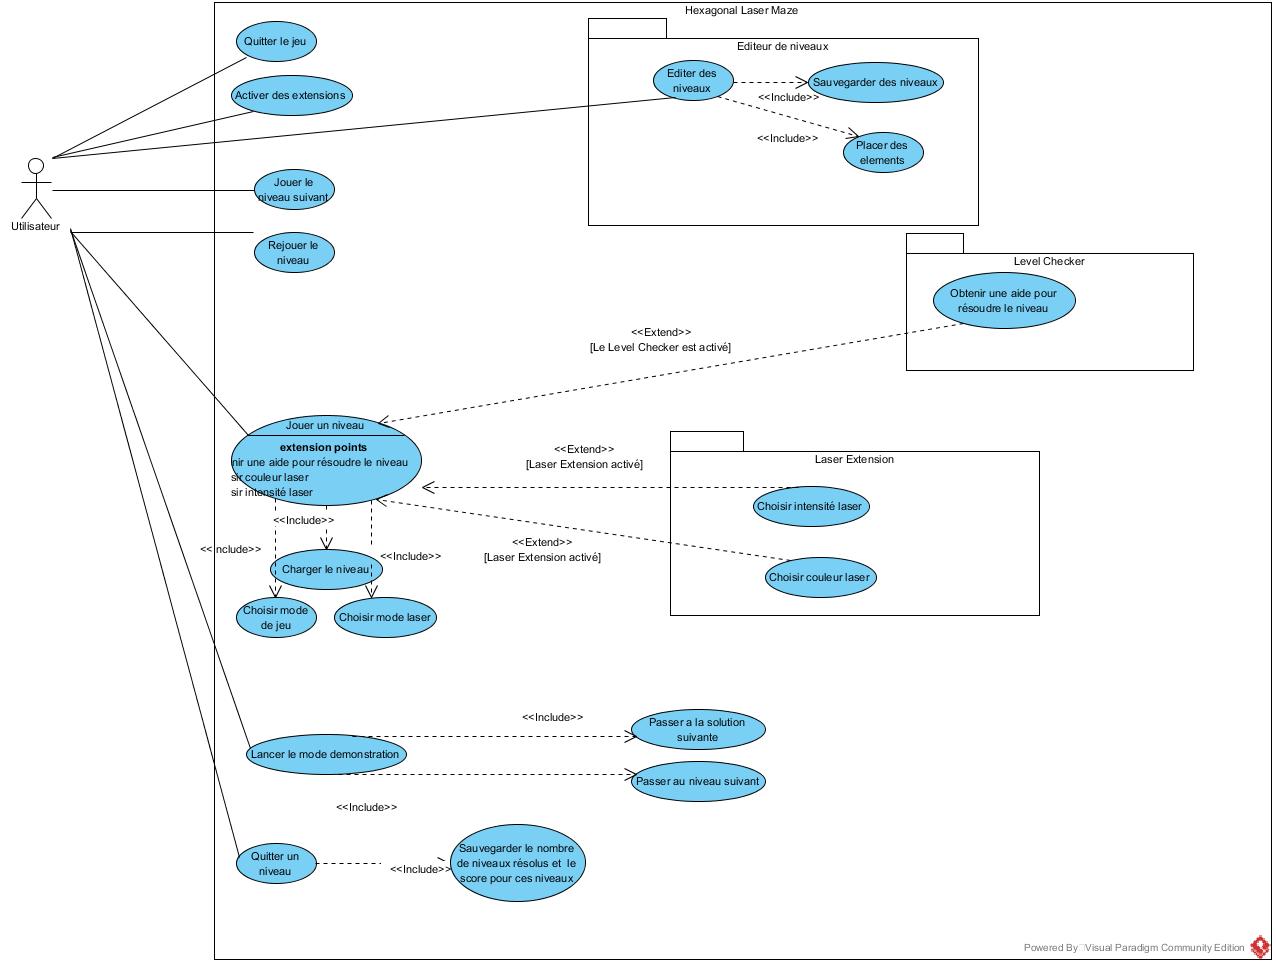 Hexagonal Laser Maze
Quitter le jeu
Activer des extensions
Editeur de niveaux
Editer des
niveaux
Sauvegarder des niveaux
<<Include>>
<<Include>>
Placer des
elements
Utilisateur
Jouer le
niveau suivant
Rejouer le
niveau
Level Checker
Obtenir une aide pour
résoudre le niveau
<<Extend>>
[Le Level Checker est activé]
Jouer un niveau
extension points
nir une aide pour résoudre le niveau
sir couleur laser
sir intensité laser
<<Extend>>
[Laser Extension activé]
Laser Extension
Choisir intensité laser
<<Extend>>
[Laser Extension activé]
Choisir couleur laser
<<Include>>
<<Include>>
<<Include>>
Charger le niveau
Choisir mode
de jeu
Choisir mode laser
<<Include>>
Passer a la solution
suivante
Lancer le mode demonstration
Passer au niveau suivant
<<Include>>
Quitter un
niveau
<<Include>>
Sauvegarder le nombre
de niveaux résolus et le
score pour ces niveaux
Powered By Visual Paradigm Community Edition